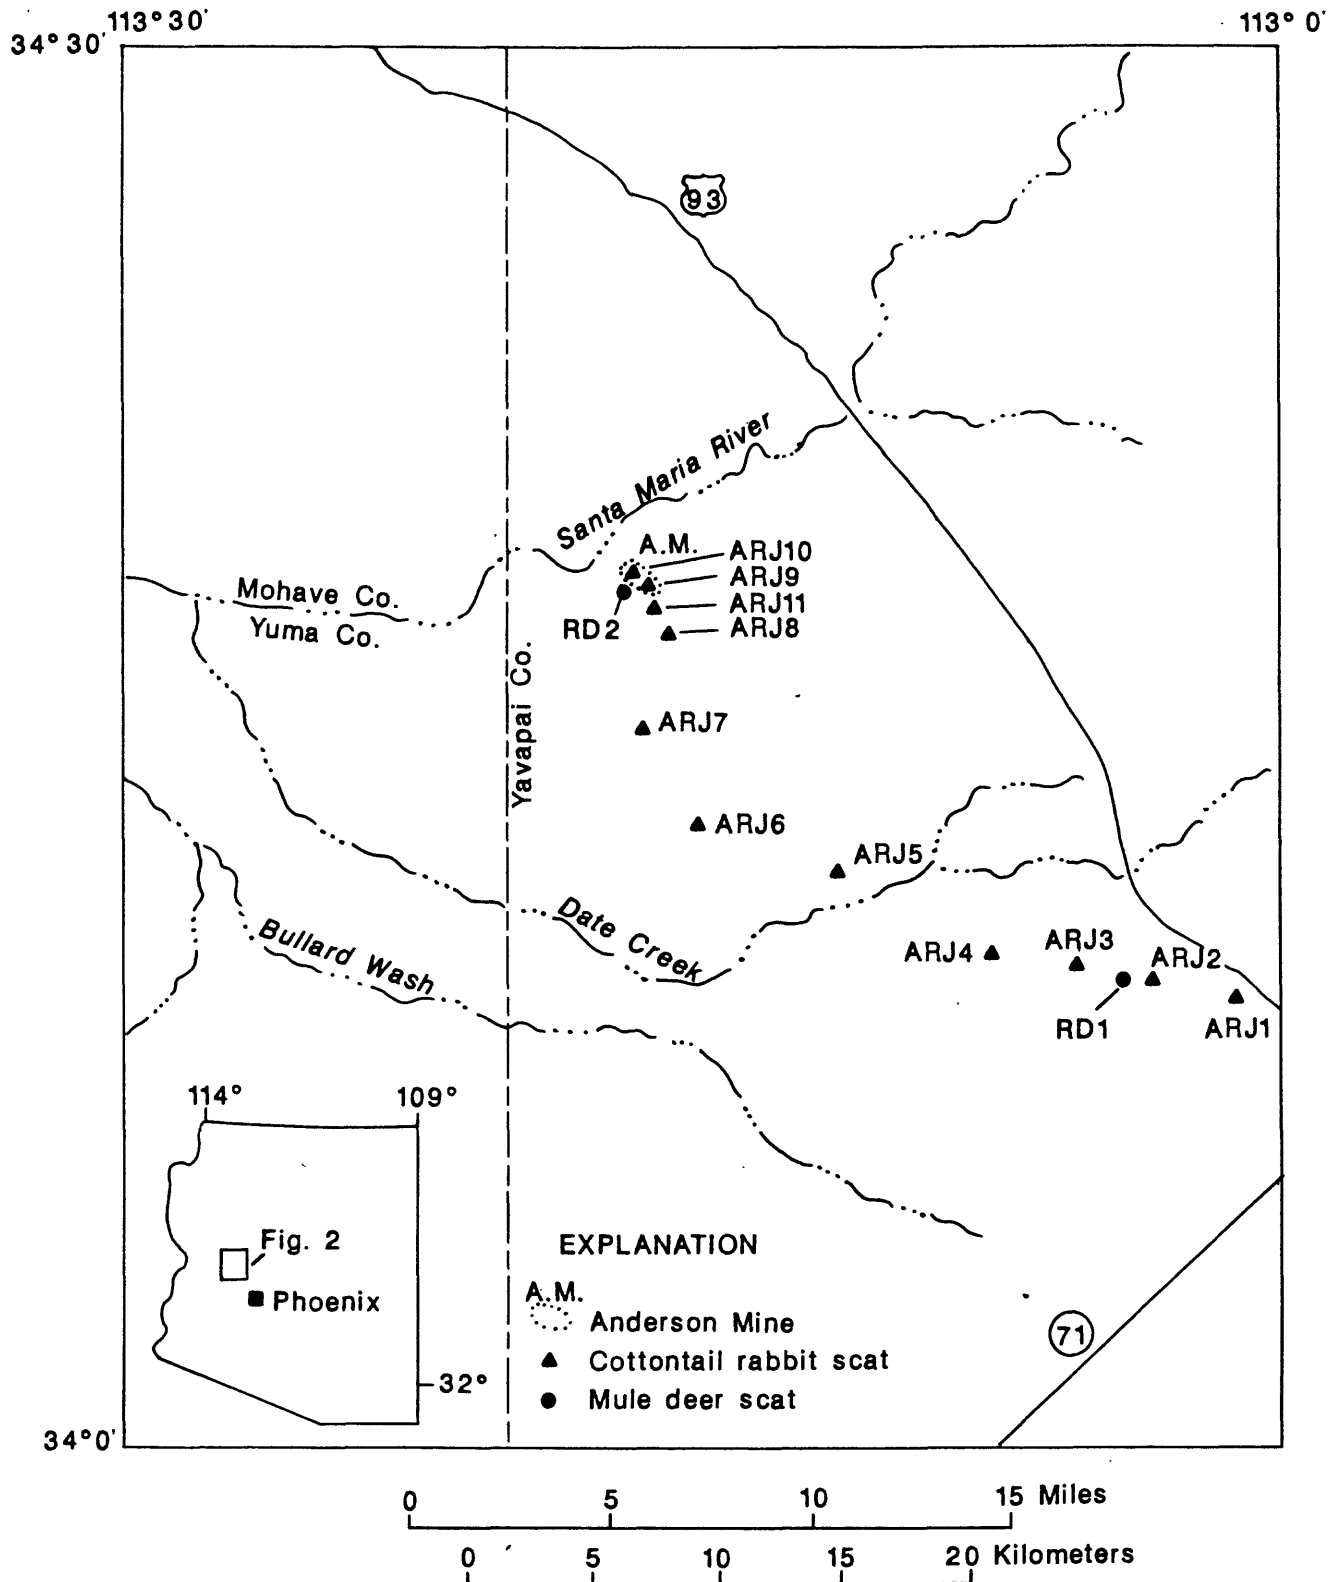 113° 30'
113° 0'
34° 30'
93
Santa Maria River
A.M.
ARJ10
ARJ9
ARJ11
ARJ8
RD2
Mohave Co.
Yuma Co.
Yavapai Co.
ARJ7
ARJ6
ARJ5
Date Creek
Bullard Wash
ARJ4
ARJ3
ARJ2
RD1
ARJ1
114°
109°
Fig. 2
Phoenix
32°
EXPLANATION
A.M.
Anderson Mine
Cottontail rabbit scat
Mule deer scat
71
34° 0'
0 5 10 15 Miles
0 5 10 15 20 Kilometers